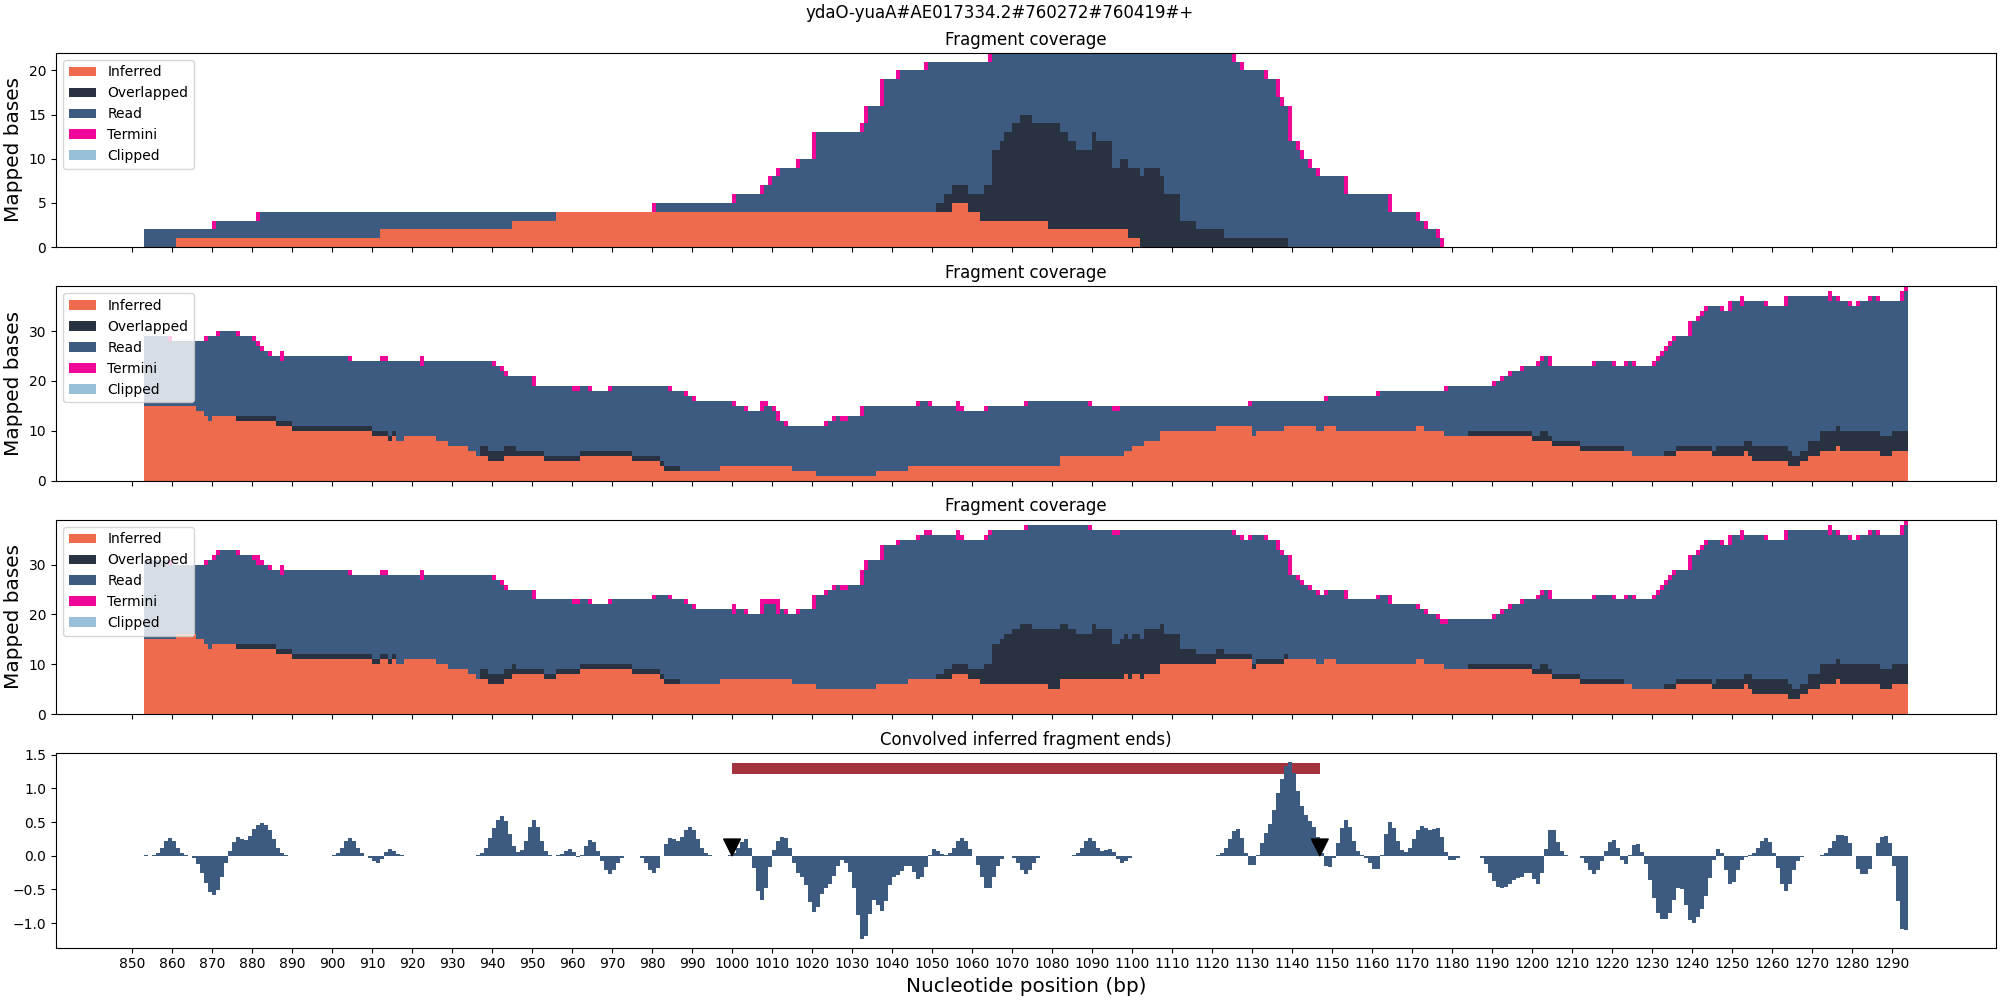 ydaO-yuaA#AE017334.2#760272#760419#+
Fragment coverage
Mapped bases
20
15
10
5
0
Inferred
Overlapped
Read
Termini
Clipped
Fragment coverage
Mapped bases
30
20
10
0
Inferred
Overlapped
Read
Termini
Clipped
Fragment coverage
Mapped bases
30
20
10
0
Inferred
Overlapped
Read
Termini
Clipped
Convolved inferred fragment ends)
1.5
1.0
0.5
0.0
−0.5
−1.0
850 860 870 880 890 900 910 920 930 940 950 960 970 980 990 1000 1010 1020 1030 1040 1050 1060 1070 1080 1090 1100 1110 1120 1130 1140 1150 1160 1170 1180 1190 1200 1210 1220 1230 1240 1250 1260 1270 1280 1290
Nucleotide position (bp)